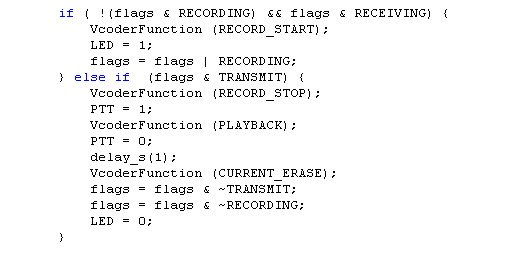 if ( !(flags & RECORDING) && flags & RECEIVING) {
    VcoderFunction (RECORD_START);
    LED = 1;
    flags = flags | RECORDING;
} else if  (flags & TRANSMIT) {
    VcoderFunction (RECORD_STOP);
    PTT = 1;
    VcoderFunction (PLAYBACK);
    PTT = 0;
    delay_s(1);
    VcoderFunction (CURRENT_ERASE);
    flags = flags & ~TRANSMIT;
    flags = flags & ~RECORDING;
    LED = 0;
}